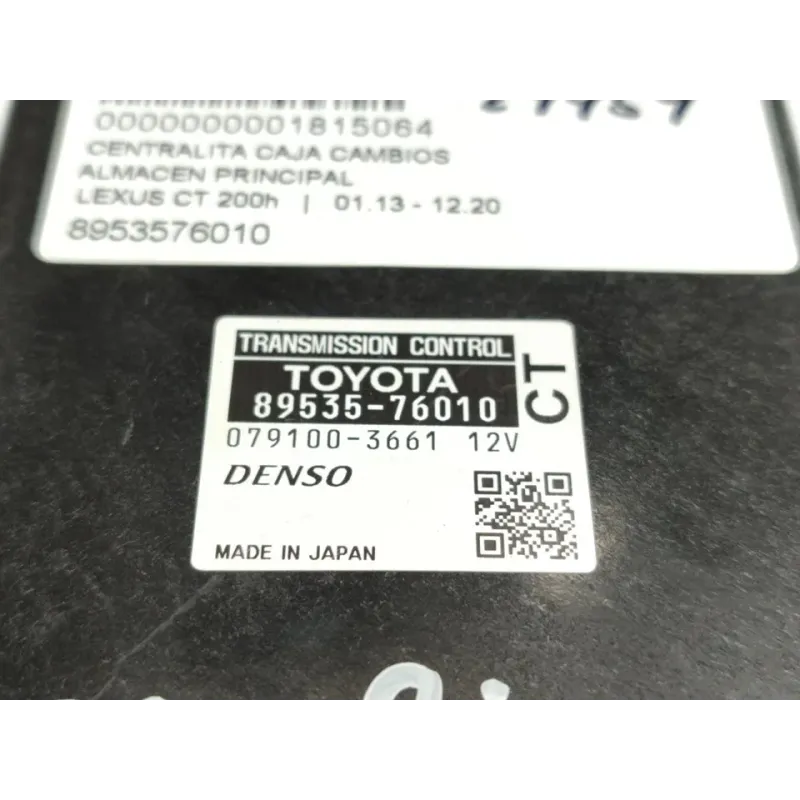 0000000001815064
CENTRALITA CAJA CAMBIOS
ALMACEN PRINCIPAL
LEXUS CT 200h | 01.13 - 12.20
8953576010
TRANSMISSION CONTROL
TOYOTA
89535-76010
CT
079100-3661 12V
DENSO
MADE IN JAPAN